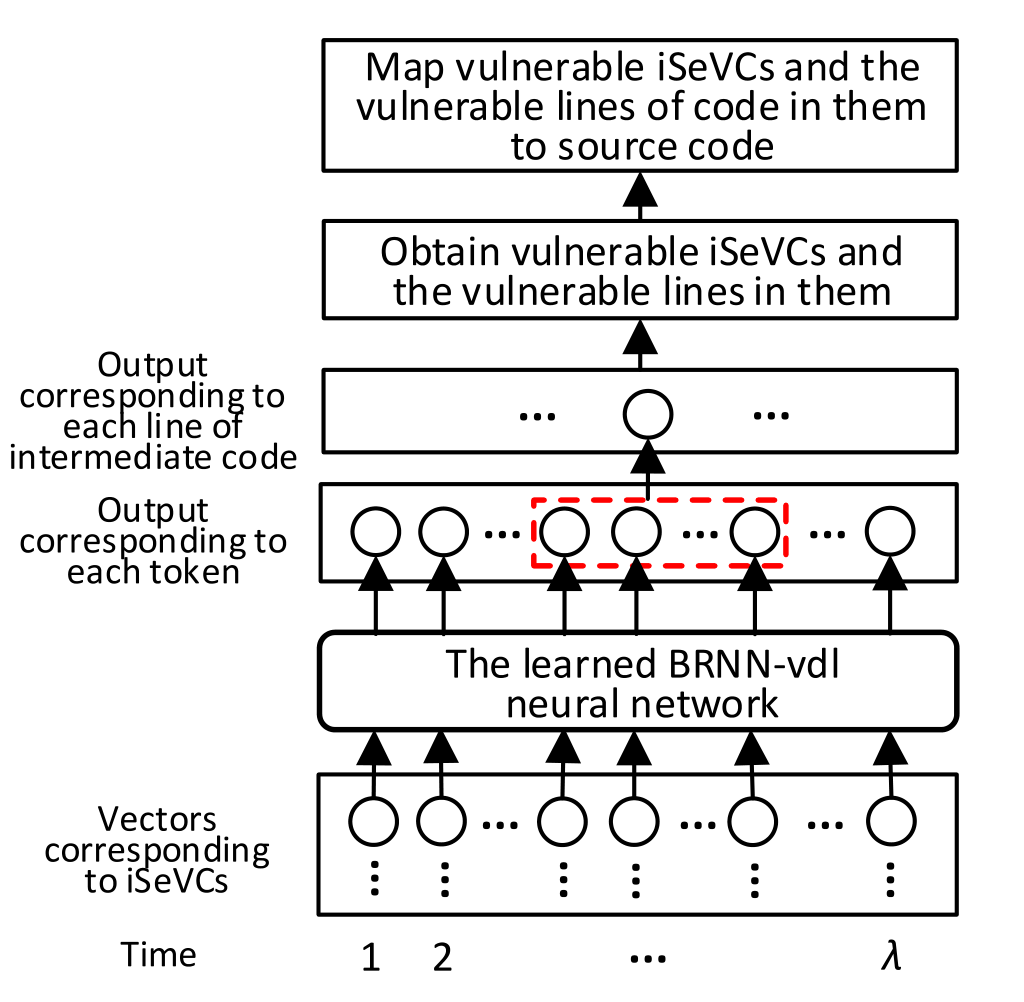 Map vulnerable iSeVCs and the
vulnerable lines of code in them
to source code
Obtain vulnerable iSeVCs and
the vulnerable lines in them
Output
corresponding to
each line of
intermediate code
... ...
Output
corresponding to
each token
... ... ...
The learned BRNN-vdl
neural network
Vectors
corresponding
to iSeVCs
... ... ...
Time 1 2 ... λ